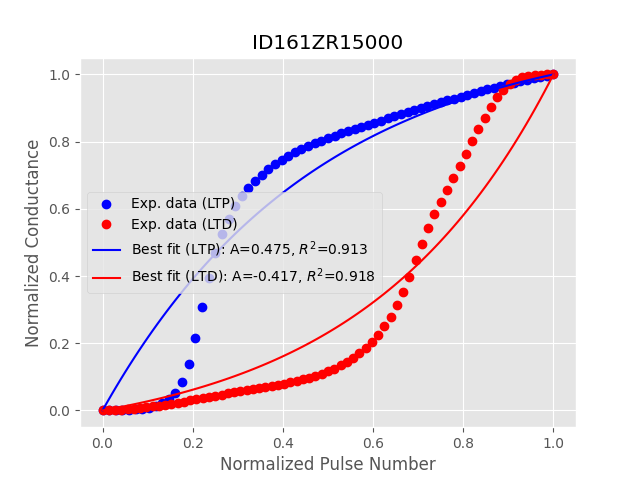 ID161ZR15000
Normalized Conductance
1.0
0.8
0.6
0.4
0.2
0.0
Exp. data (LTP)
Exp. data (LTD)
Best fit (LTP): A=0.475, R²=0.913
Best fit (LTD): A=-0.417, R²=0.918
0.0 0.2 0.4 0.6 0.8 1.0
Normalized Pulse Number